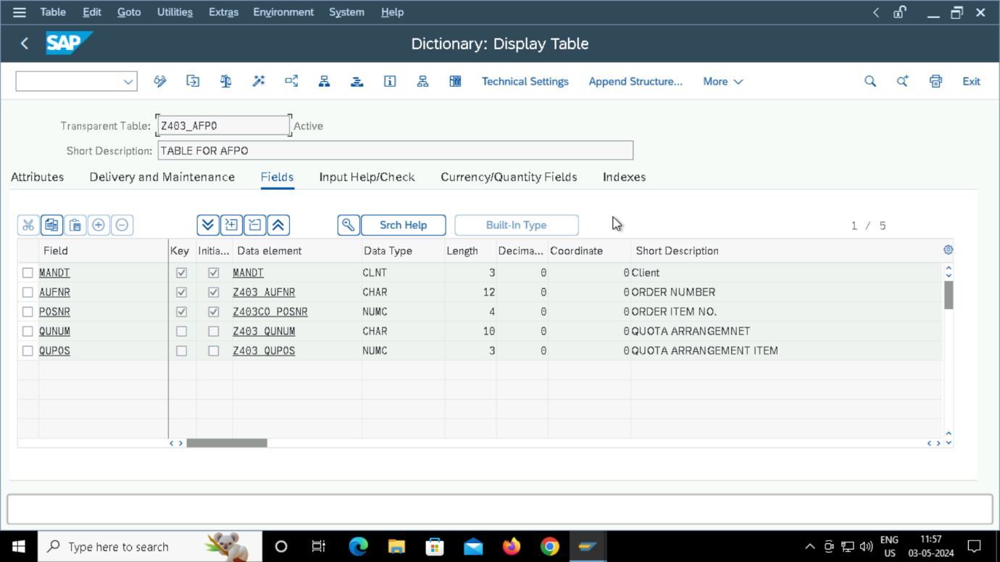 Table Edit Goto Utilities Extras Environment System Help
SAP Dictionary: Display Table
Technical Settings Append Structure... More Exit
Transparent Table: Z403_AFPO Active
Short Description: TABLE FOR AFPO
Attributes Delivery and Maintenance Fields Input Help/Check Currency/Quantity Fields Indexes
Srch Help Built-In Type 1 / 5
Field Key Initia... Data element Data Type Length Decima... Coordinate Short Description
MANDT MANDT CLNT 3 0 0 Client
AUFNR Z403_AUFNR CHAR 12 0 0 ORDER NUMBER
POSNR Z403CO_POSNR NUMC 4 0 0 ORDER ITEM NO.
QUNUM Z403_QUNUM CHAR 10 0 0 QUOTA ARRANGEMNET
QUPOS Z403_QUPOS NUMC 3 0 0 QUOTA ARRANGEMENT ITEM
Type here to search
ENG 11:57
US 03-05-2024